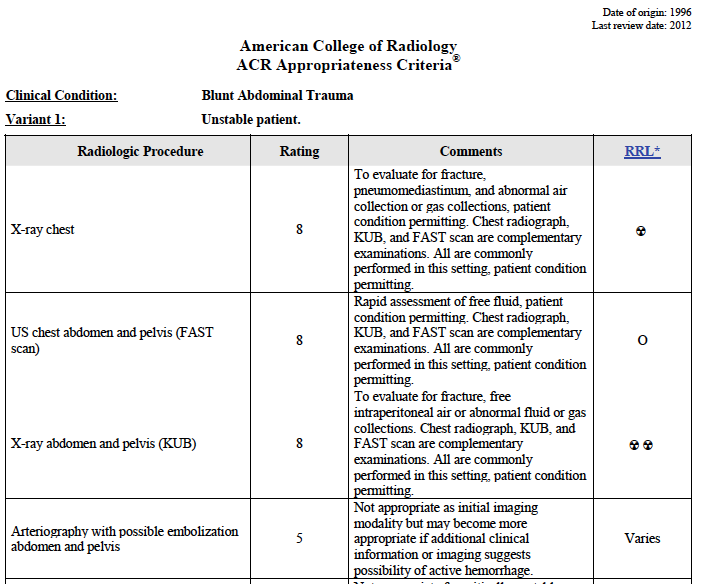 Date of origin: 1996
Last review date: 2012
American College of Radiology
ACR Appropriateness Criteria®
Clinical Condition: Blunt Abdominal Trauma
Variant 1: Unstable patient.
Radiologic Procedure Rating Comments RRL*
X-ray chest
8
To evaluate for fracture,
pneumomediastinum, and abnormal air
collection or gas collections, patient
condition permitting. Chest radiograph,
KUB, and FAST scan are complementary
examinations. All are commonly
performed in this setting, patient condition
permitting.
☢
US chest abdomen and pelvis (FAST
scan)
8
Rapid assessment of free fluid, patient
condition permitting. Chest radiograph,
KUB, and FAST scan are complementary
examinations. All are commonly
performed in this setting, patient condition
permitting.
O
X-ray abdomen and pelvis (KUB)
8
To evaluate for fracture, free
intraperitoneal air or abnormal fluid or gas
collections. Chest radiograph, KUB, and
FAST scan are complementary
examinations. All are commonly
performed in this setting, patient condition
permitting.
☢☢
Arteriography with possible embolization
abdomen and pelvis
5
Not appropriate as initial imaging
modality but may become more
appropriate if additional clinical
information or imaging suggests
possibility of active hemorrhage.
Varies